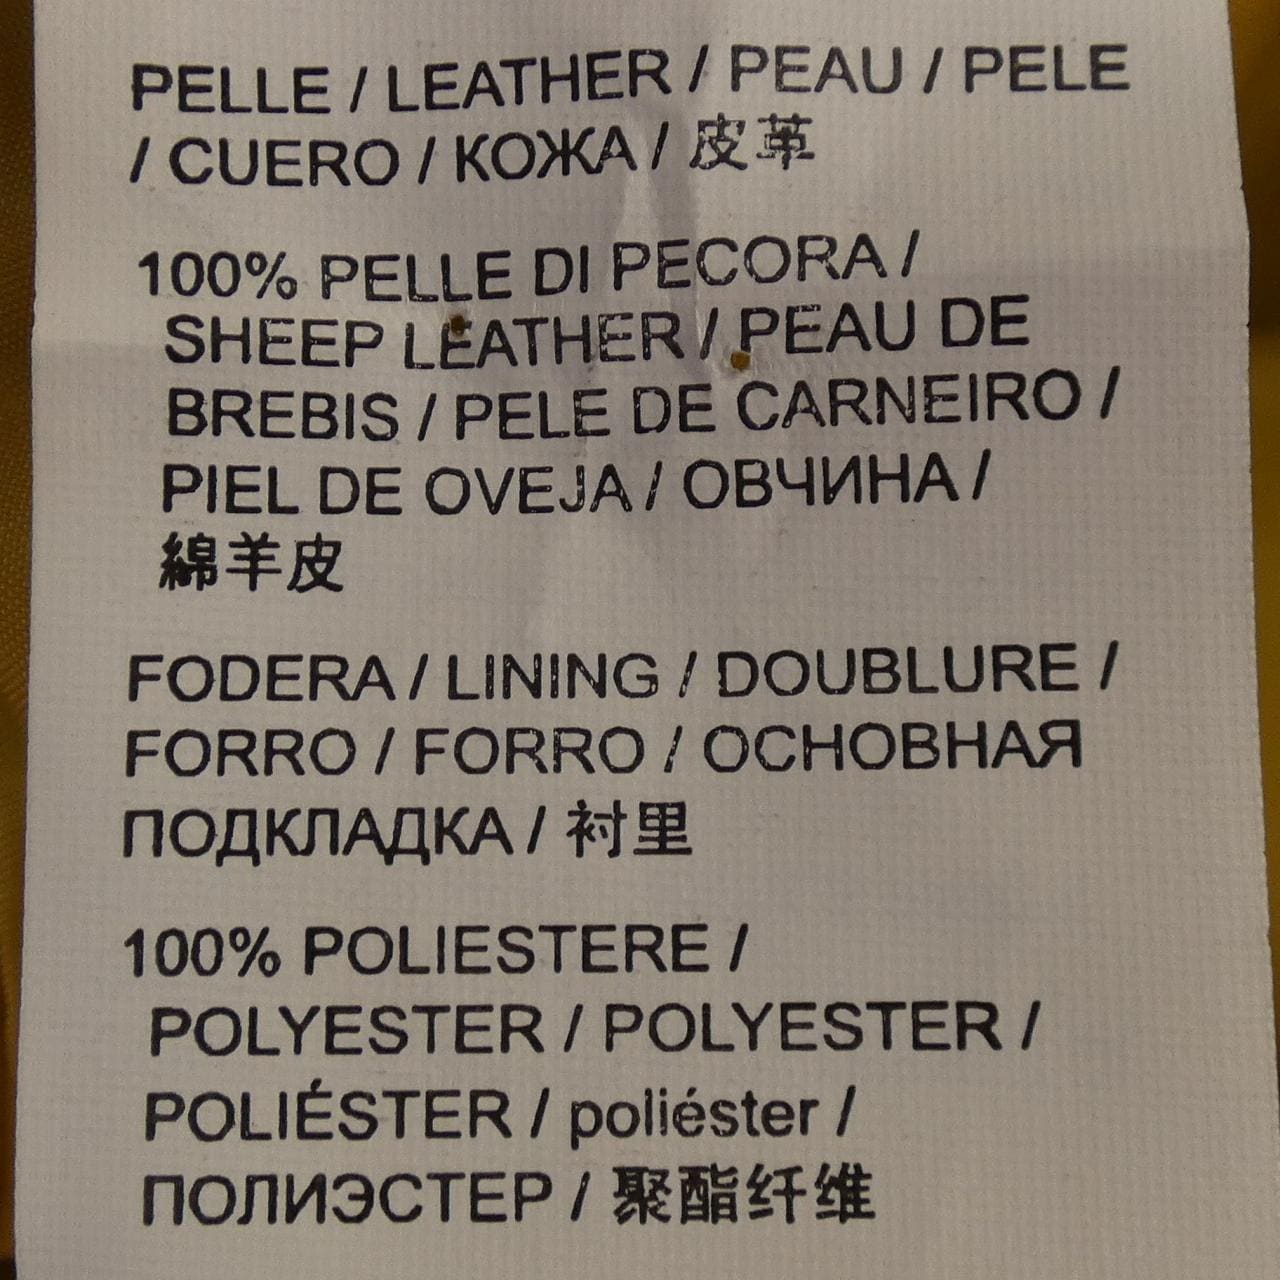 PELLE / LEATHER / PEAU / PELE
/ CUERO / КОЖА / 皮革
100% PELLE DI PECORA /
SHEEP LEATHER / PEAU DE
BREBIS / PELE DE CARNEIRO /
PIEL DE OVEJA / ОВЧИНА /
綿羊皮
FODERA / LINING / DOUBLURE /
FORRO / FORRO / ОСНОВНАЯ
ПОДКЛАДКА / 衬里
100% POLIESTERE /
POLYESTER / POLYESTER /
POLIÉSTER / poliéster /
ПОЛИЭСТЕР / 聚酯纤维